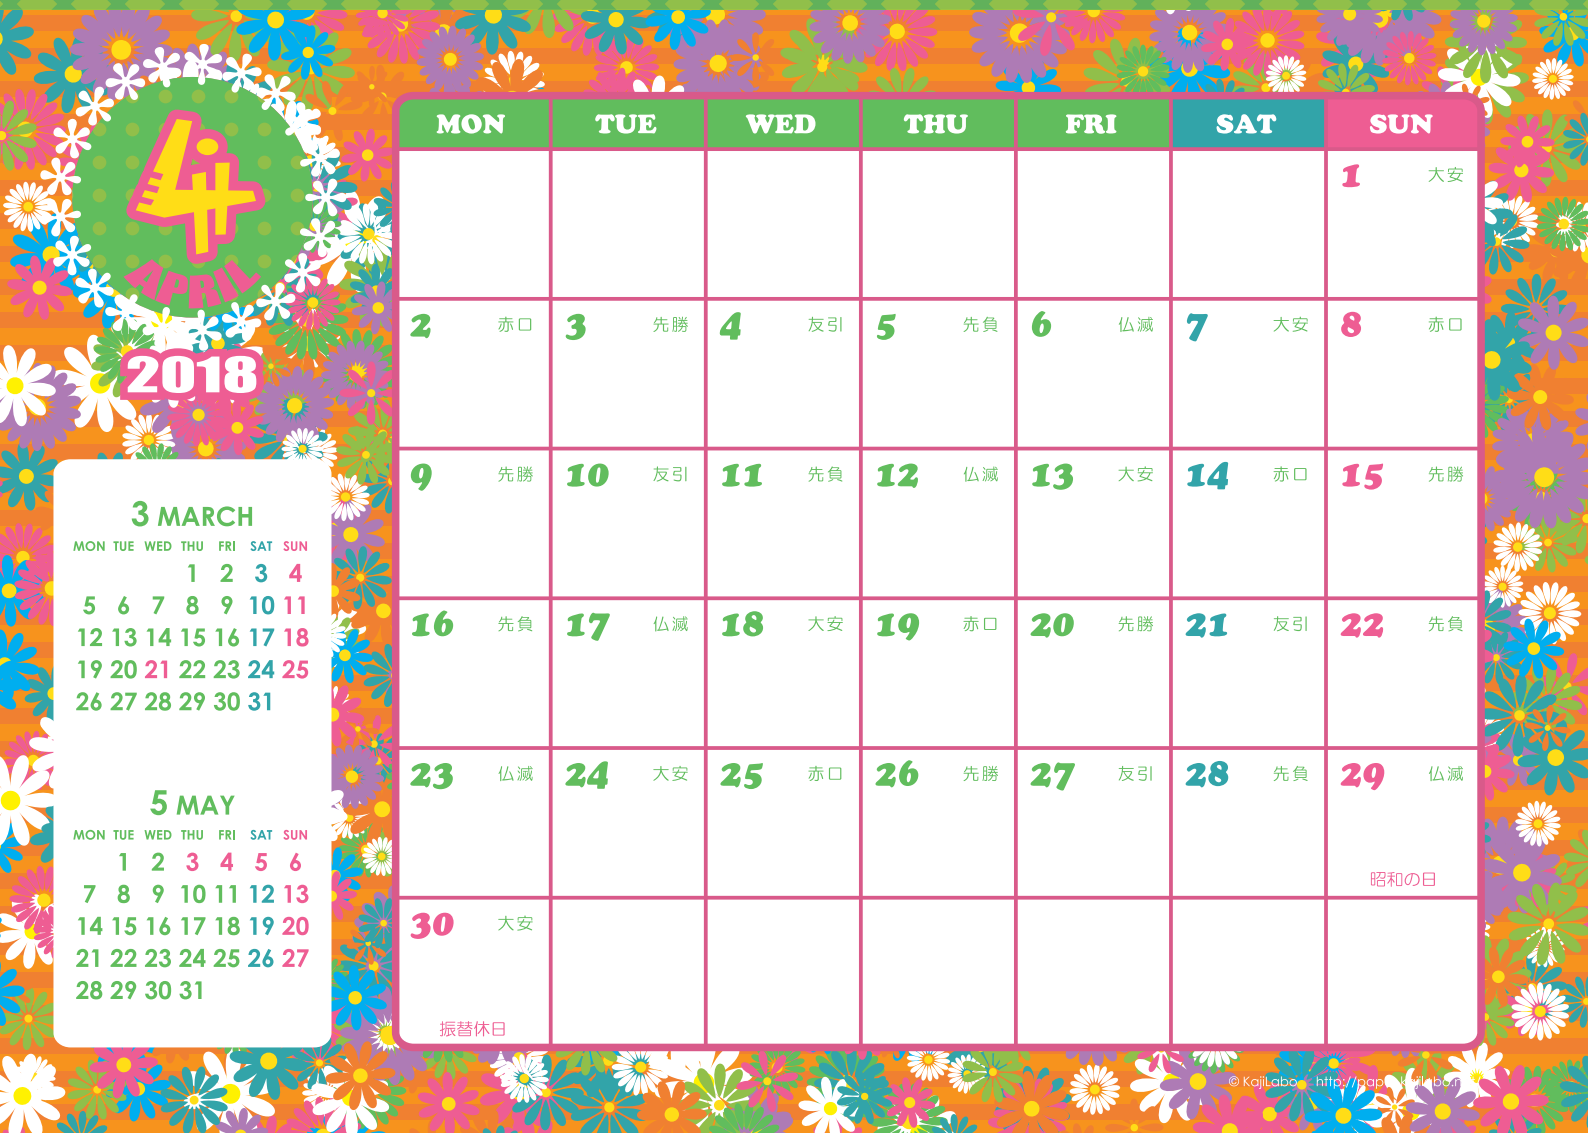 4
APRIL
2018
MON TUE WED THU FRI SAT SUN
1 大安
2 赤口 3 先勝 4 友引 5 先負 6 仏滅 7 大安 8 赤口
9 先勝 10 友引 11 先負 12 仏滅 13 大安 14 赤口 15 先勝
16 先負 17 仏滅 18 大安 19 赤口 20 先勝 21 友引 22 先負
23 仏滅 24 大安 25 赤口 26 先勝 27 友引 28 先負 29 仏滅
昭和の日
30 大安
振替休日
3 MARCH
MON TUE WED THU FRI SAT SUN
1 2 3 4
5 6 7 8 9 10 11
12 13 14 15 16 17 18
19 20 21 22 23 24 25
26 27 28 29 30 31
5 MAY
MON TUE WED THU FRI SAT SUN
1 2 3 4 5 6
7 8 9 10 11 12 13
14 15 16 17 18 19 20
21 22 23 24 25 26 27
28 29 30 31
© KajiLabo